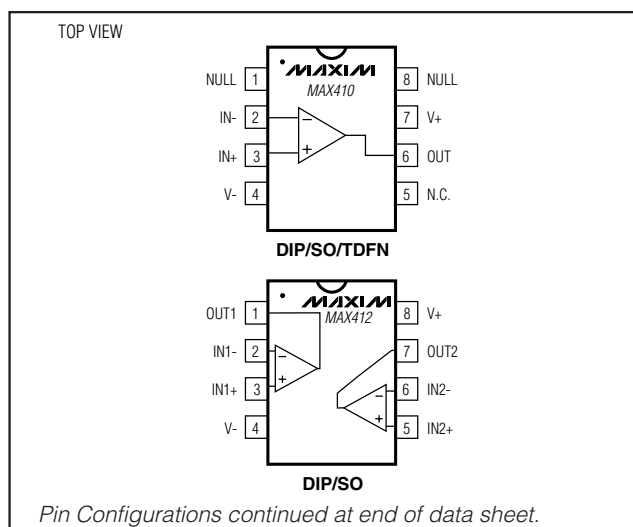 TOP VIEW
MAXIM
MAX410
NULL 1
8 NULL
IN- 2
7 V+
IN+ 3
6 OUT
V- 4
5 N.C.
− +
DIP/SO/TDFN
MAXIM
MAX412
OUT1 1
8 V+
IN1- 2
7 OUT2
IN1+ 3
6 IN2-
V- 4
5 IN2+
− +
− +
DIP/SO
Pin Configurations continued at end of data sheet.